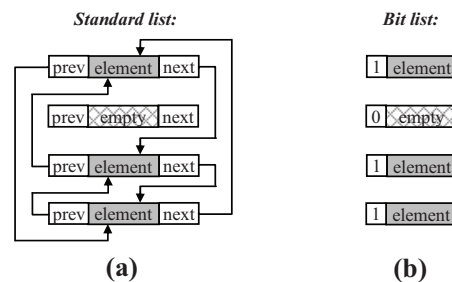 Standard list: Bit list:
prev element next 1 element
prev empty next 0 empty
prev element next 1 element
prev element next 1 element
(a) (b)